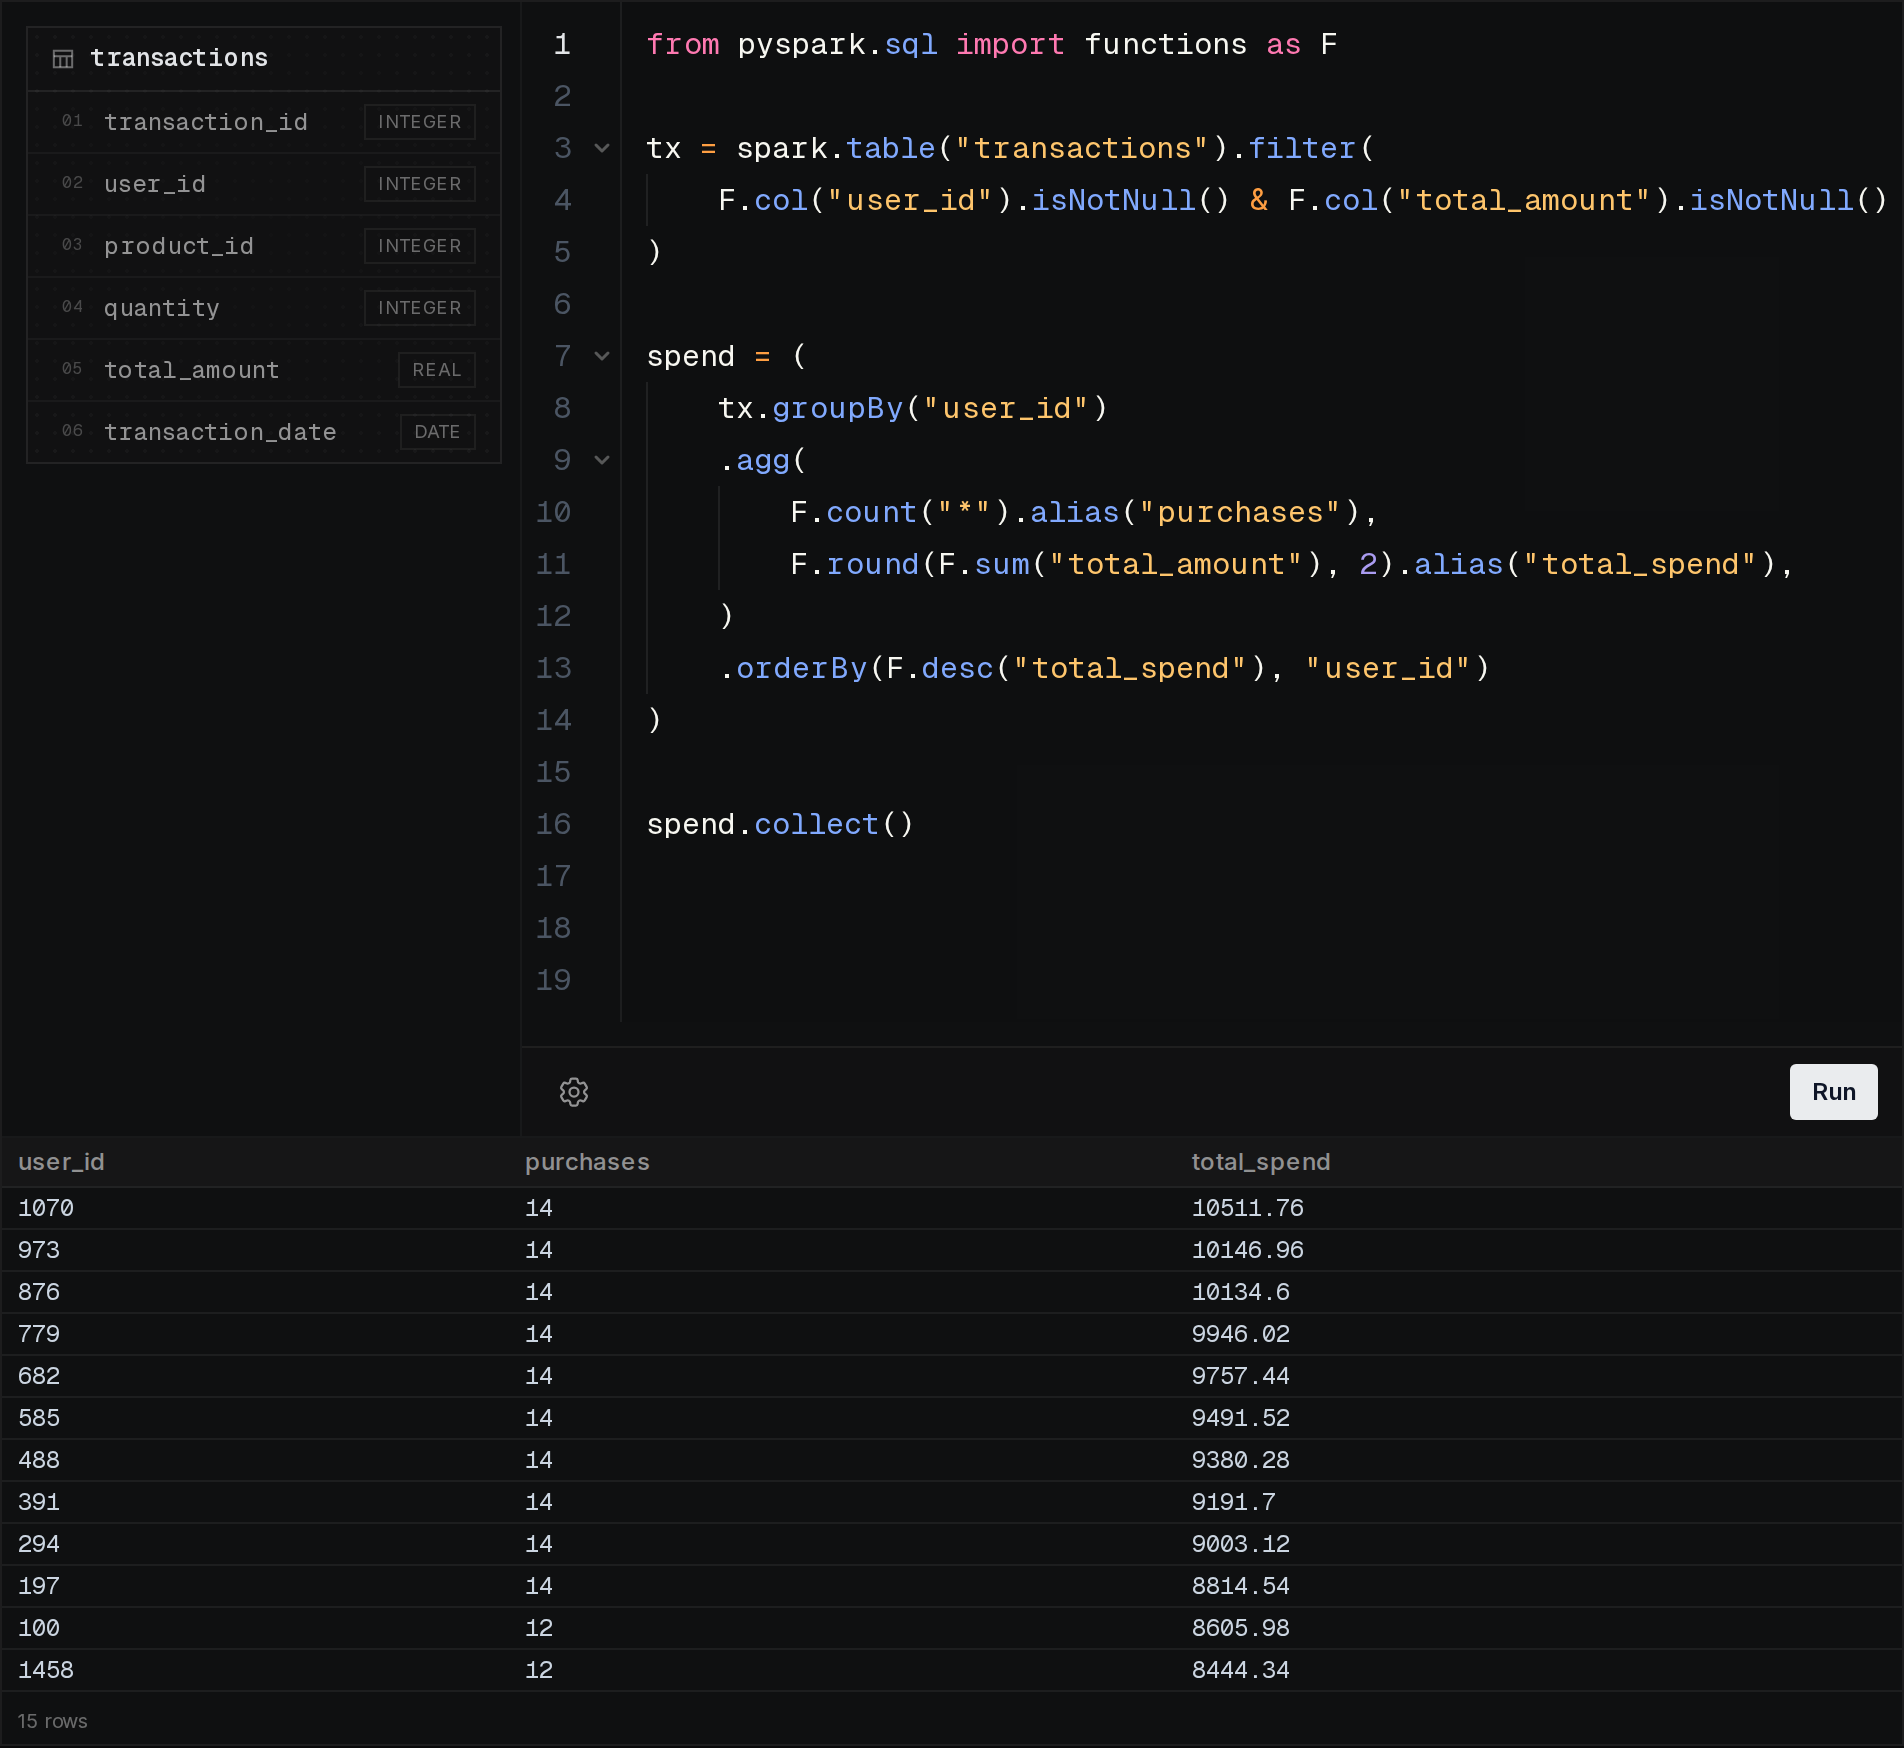 transactions
01 transaction_id INTEGER
02 user_id INTEGER
03 product_id INTEGER
04 quantity INTEGER
05 total_amount REAL
06 transaction_date DATE
1 from pyspark.sql import functions as F
2
3 tx = spark.table("transactions").filter(
4     F.col("user_id").isNotNull() & F.col("total_amount").isNotNull()
5 )
6
7 spend = (
8     tx.groupBy("user_id")
9     .agg(
10         F.count("*").alias("purchases"),
11         F.round(F.sum("total_amount"), 2).alias("total_spend"),
12     )
13     .orderBy(F.desc("total_spend"), "user_id")
14 )
15
16 spend.collect()
17
18
19
Run
user_id purchases total_spend
1070 14 10511.76
973 14 10146.96
876 14 10134.6
779 14 9946.02
682 14 9757.44
585 14 9491.52
488 14 9380.28
391 14 9191.7
294 14 9003.12
197 14 8814.54
100 12 8605.98
1458 12 8444.34
15 rows